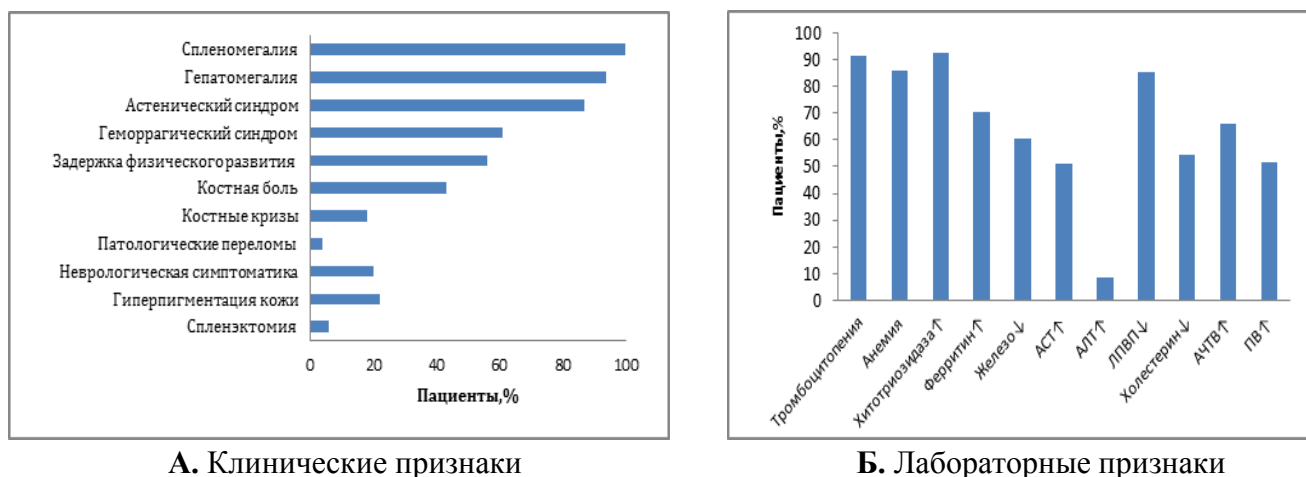 Спленомегалия
Гепатомегалия
Астенический синдром
Геморрагический синдром
Задержка физического развития
Костная боль
Костные кризы
Патологические переломы
Неврологическая симптоматика
Гиперпигментация кожи
Спленэктомия
0 20 40 60 80 100
Пациенты,%
А. Клинические признаки
Пациенты,%
100
90
80
70
60
50
40
30
20
10
0
Тромбоцитопения
Анемия
Хитотриозидаза↑
Ферритин↑
Железо↓
АСТ↑
АЛТ↑
ЛПВП↓
Холестерин↓
АЧТВ↑
ПВ↑
Б. Лабораторные признаки